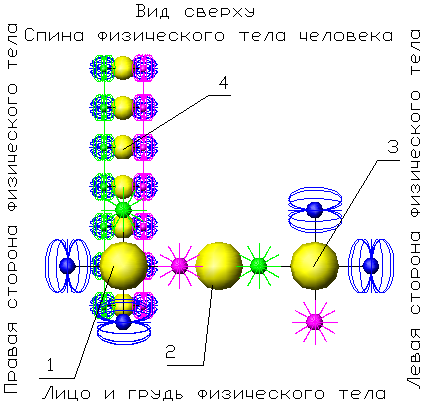 Вид сверху
Спина физического тела человека
Правая сторона физического тела
Левая сторона физического тела
4
3
1
2
Лицо и грудь физического тела